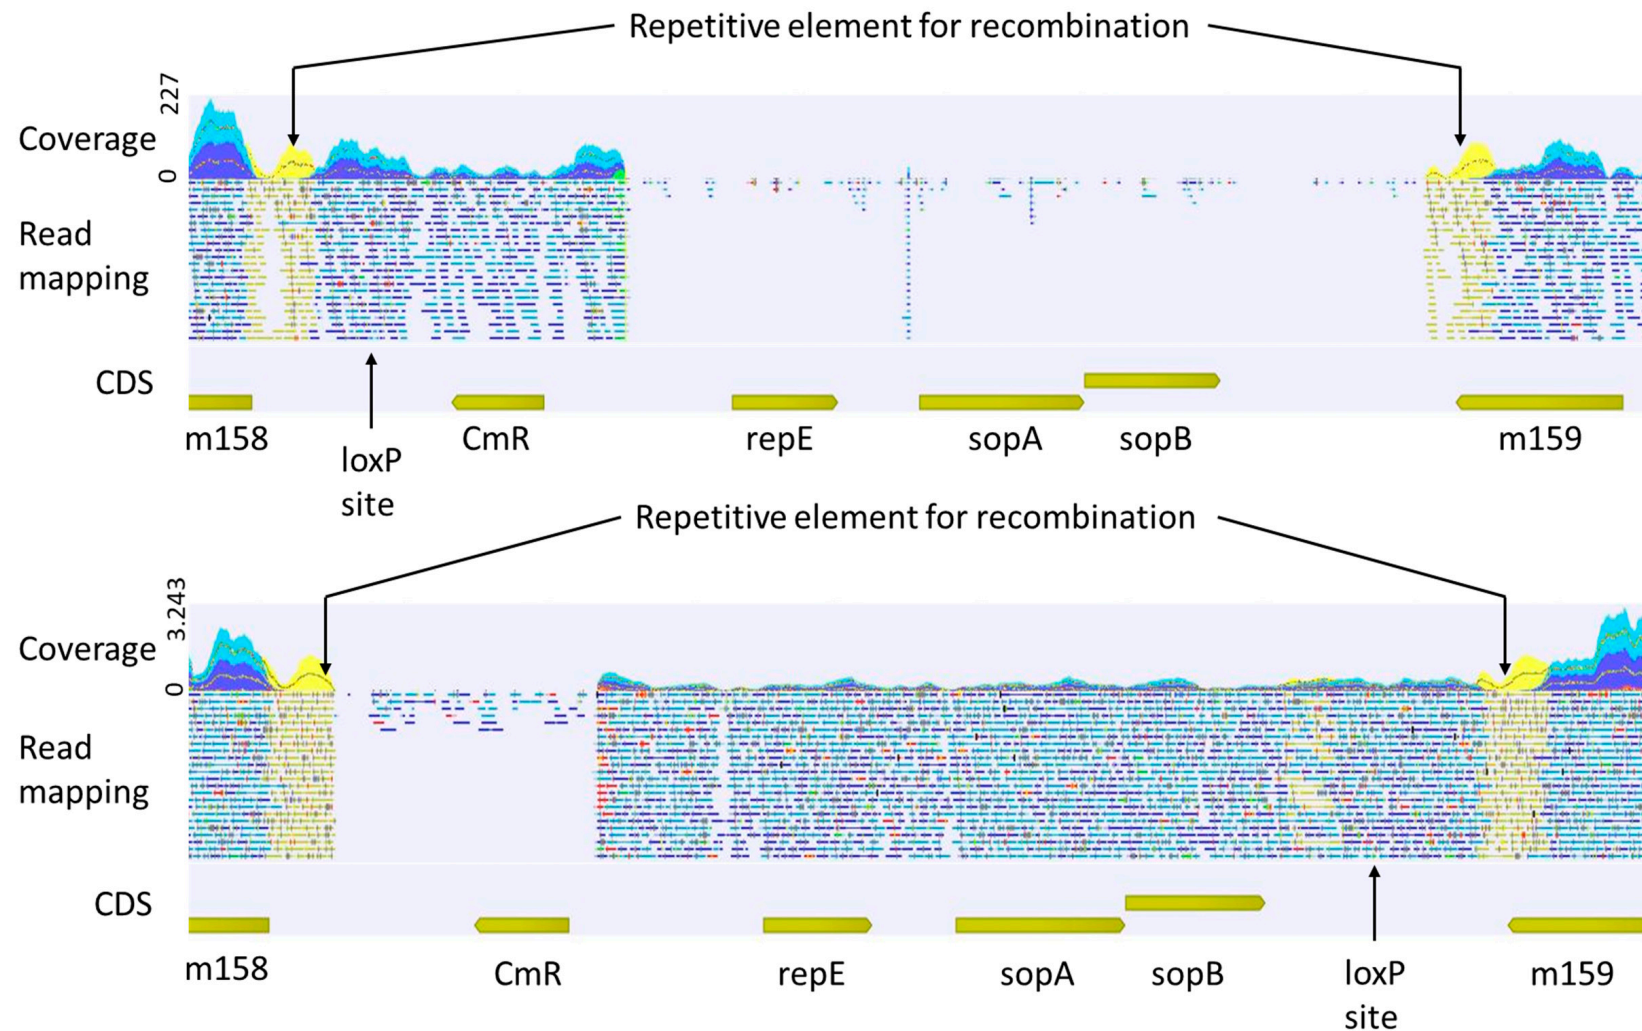 Repetitive element for recombination
227
Coverage
0
Read
mapping
CDS
m158
CmR
repE
sopA
sopB
m159
loxP
site
Repetitive element for recombination
3.243
Coverage
0
Read
mapping
CDS
m158
CmR
repE
sopA
sopB
loxP
site
m159